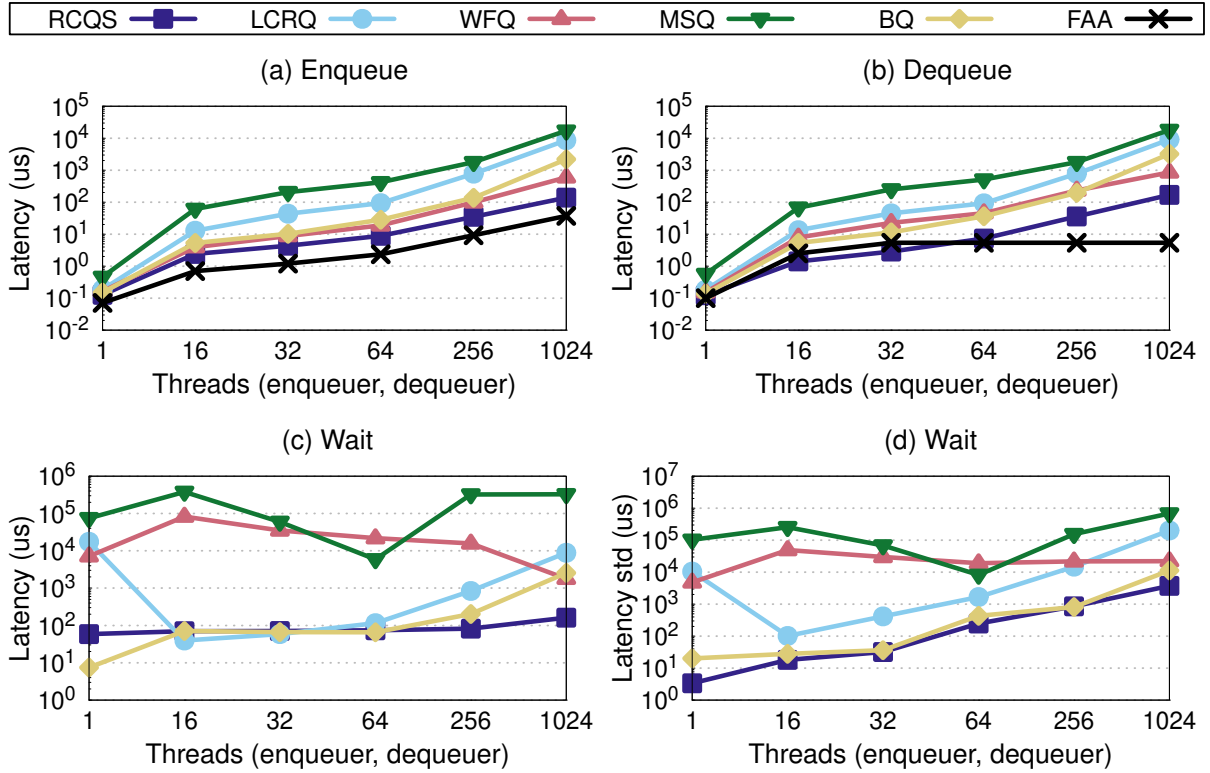 RCQS LCRQ WFQ MSQ BQ FAA
(a) Enqueue
Latency (us)
10^5
10^4
10^3
10^2
10^1
10^0
10^-1
10^-2
1 16 32 64 256 1024
Threads (enqueuer, dequeuer)
(b) Dequeue
Latency (us)
10^5
10^4
10^3
10^2
10^1
10^0
10^-1
10^-2
1 16 32 64 256 1024
Threads (enqueuer, dequeuer)
(c) Wait
Latency (us)
10^6
10^5
10^4
10^3
10^2
10^1
10^0
1 16 32 64 256 1024
Threads (enqueuer, dequeuer)
(d) Wait
Latency std (us)
10^7
10^6
10^5
10^4
10^3
10^2
10^1
10^0
1 16 32 64 256 1024
Threads (enqueuer, dequeuer)